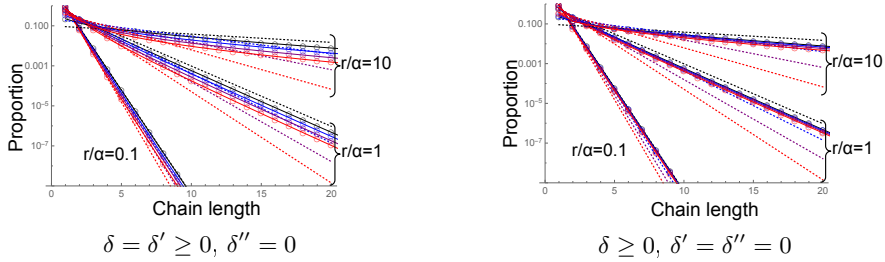 0.100
0.001
10⁻⁵
10⁻⁷
Proportion
r/α=10
r/α=1
r/α=0.1
0 5 10 15 20
Chain length
δ = δ′ ≥ 0, δ′′ = 0
0.100
0.001
10⁻⁵
10⁻⁷
Proportion
r/α=10
r/α=1
r/α=0.1
0 5 10 15 20
Chain length
δ ≥ 0, δ′ = δ′′ = 0